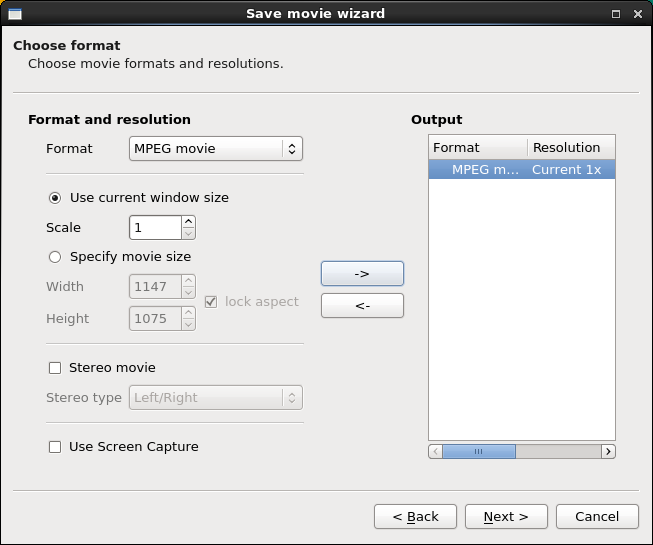 Save movie wizard
Choose format
Choose movie formats and resolutions.
Format and resolution
Format MPEG movie
Use current window size
Scale 1
Specify movie size
Width 1147
lock aspect
Height 1075
Stereo movie
Stereo type Left/Right
Use Screen Capture
->
<-
Output
Format Resolution
MPEG m... Current 1x
< Back Next > Cancel